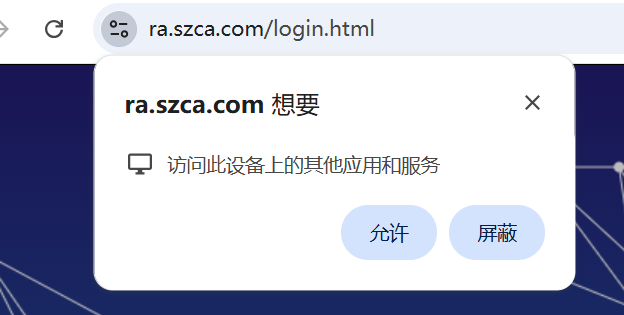 ra.szca.com/login.html
ra.szca.com 想要
访问此设备上的其他应用和服务
允许 屏蔽